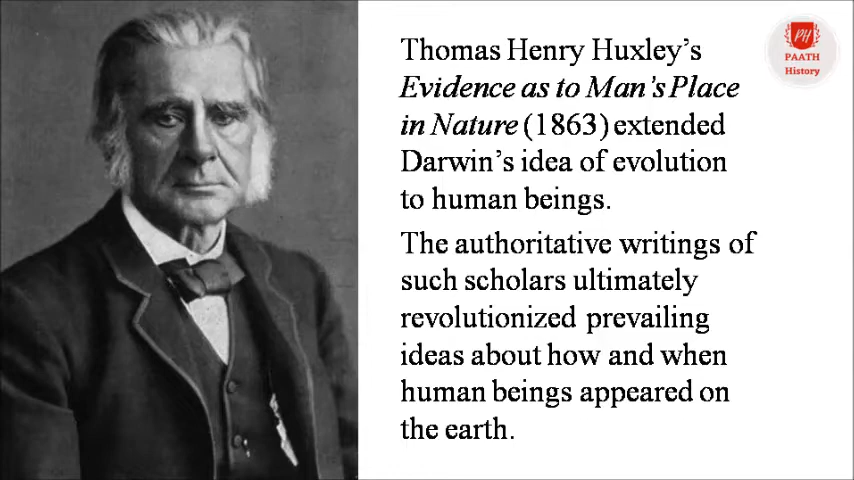 Thomas Henry Huxley’s
Evidence as to Man’s Place
in Nature (1863) extended
Darwin’s idea of evolution
to human beings.
The authoritative writings of
such scholars ultimately
revolutionized prevailing
ideas about how and when
human beings appeared on
the earth.
PH
PAATH
History